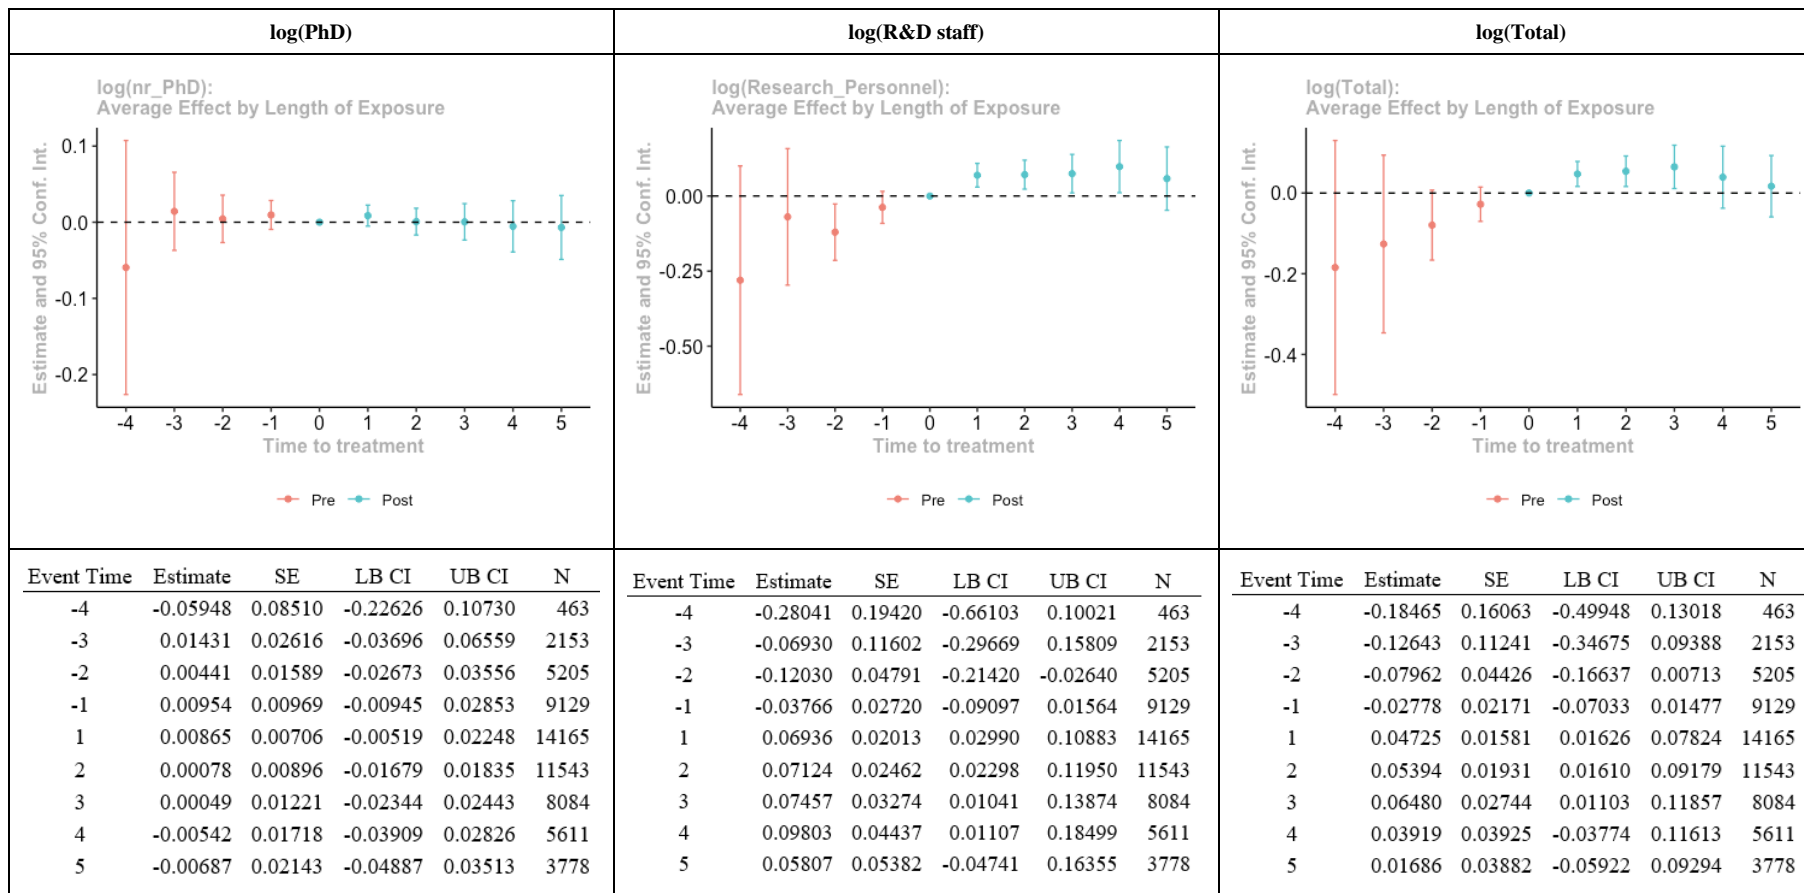 log(PhD)
log(R&D staff)
log(Total)
log(nr_PhD):
Average Effect by Length of Exposure
Estimate and 95% Conf. Int.
0.1
0.0
-0.1
-0.2
-4 -3 -2 -1 0 1 2 3 4 5
Time to treatment
Pre Post
log(Research_Personnel):
Average Effect by Length of Exposure
Estimate and 95% Conf. Int.
0.00
-0.25
-0.50
-4 -3 -2 -1 0 1 2 3 4 5
Time to treatment
Pre Post
log(Total):
Average Effect by Length of Exposure
Estimate and 95% Conf. Int.
0.0
-0.2
-0.4
-4 -3 -2 -1 0 1 2 3 4 5
Time to treatment
Pre Post
Event Time Estimate SE LB CI UB CI N
-4 -0.05948 0.08510 -0.22626 0.10730 463
-3 0.01431 0.02616 -0.03696 0.06559 2153
-2 0.00441 0.01589 -0.02673 0.03556 5205
-1 0.00954 0.00969 -0.00945 0.02853 9129
1 0.00865 0.00706 -0.00519 0.02248 14165
2 0.00078 0.00896 -0.01679 0.01835 11543
3 0.00049 0.01221 -0.02344 0.02443 8084
4 -0.00542 0.01718 -0.03909 0.02826 5611
5 -0.00687 0.02143 -0.04887 0.03513 3778
Event Time Estimate SE LB CI UB CI N
-4 -0.28041 0.19420 -0.66103 0.10021 463
-3 -0.06930 0.11602 -0.29669 0.15809 2153
-2 -0.12030 0.04791 -0.21420 -0.02640 5205
-1 -0.03766 0.02720 -0.09097 0.01564 9129
1 0.06936 0.02013 0.02990 0.10883 14165
2 0.07124 0.02462 0.02298 0.11950 11543
3 0.07457 0.03274 0.01041 0.13874 8084
4 0.09803 0.04437 0.01107 0.18499 5611
5 0.05807 0.05382 -0.04741 0.16355 3778
Event Time Estimate SE LB CI UB CI N
-4 -0.18465 0.16063 -0.49948 0.13018 463
-3 -0.12643 0.11241 -0.34675 0.09388 2153
-2 -0.07962 0.04426 -0.16637 0.00713 5205
-1 -0.02778 0.02171 -0.07033 0.01477 9129
1 0.04725 0.01581 0.01626 0.07824 14165
2 0.05394 0.01931 0.01610 0.09179 11543
3 0.06480 0.02744 0.01103 0.11857 8084
4 0.03919 0.03925 -0.03774 0.11613 5611
5 0.01686 0.03882 -0.05922 0.09294 3778